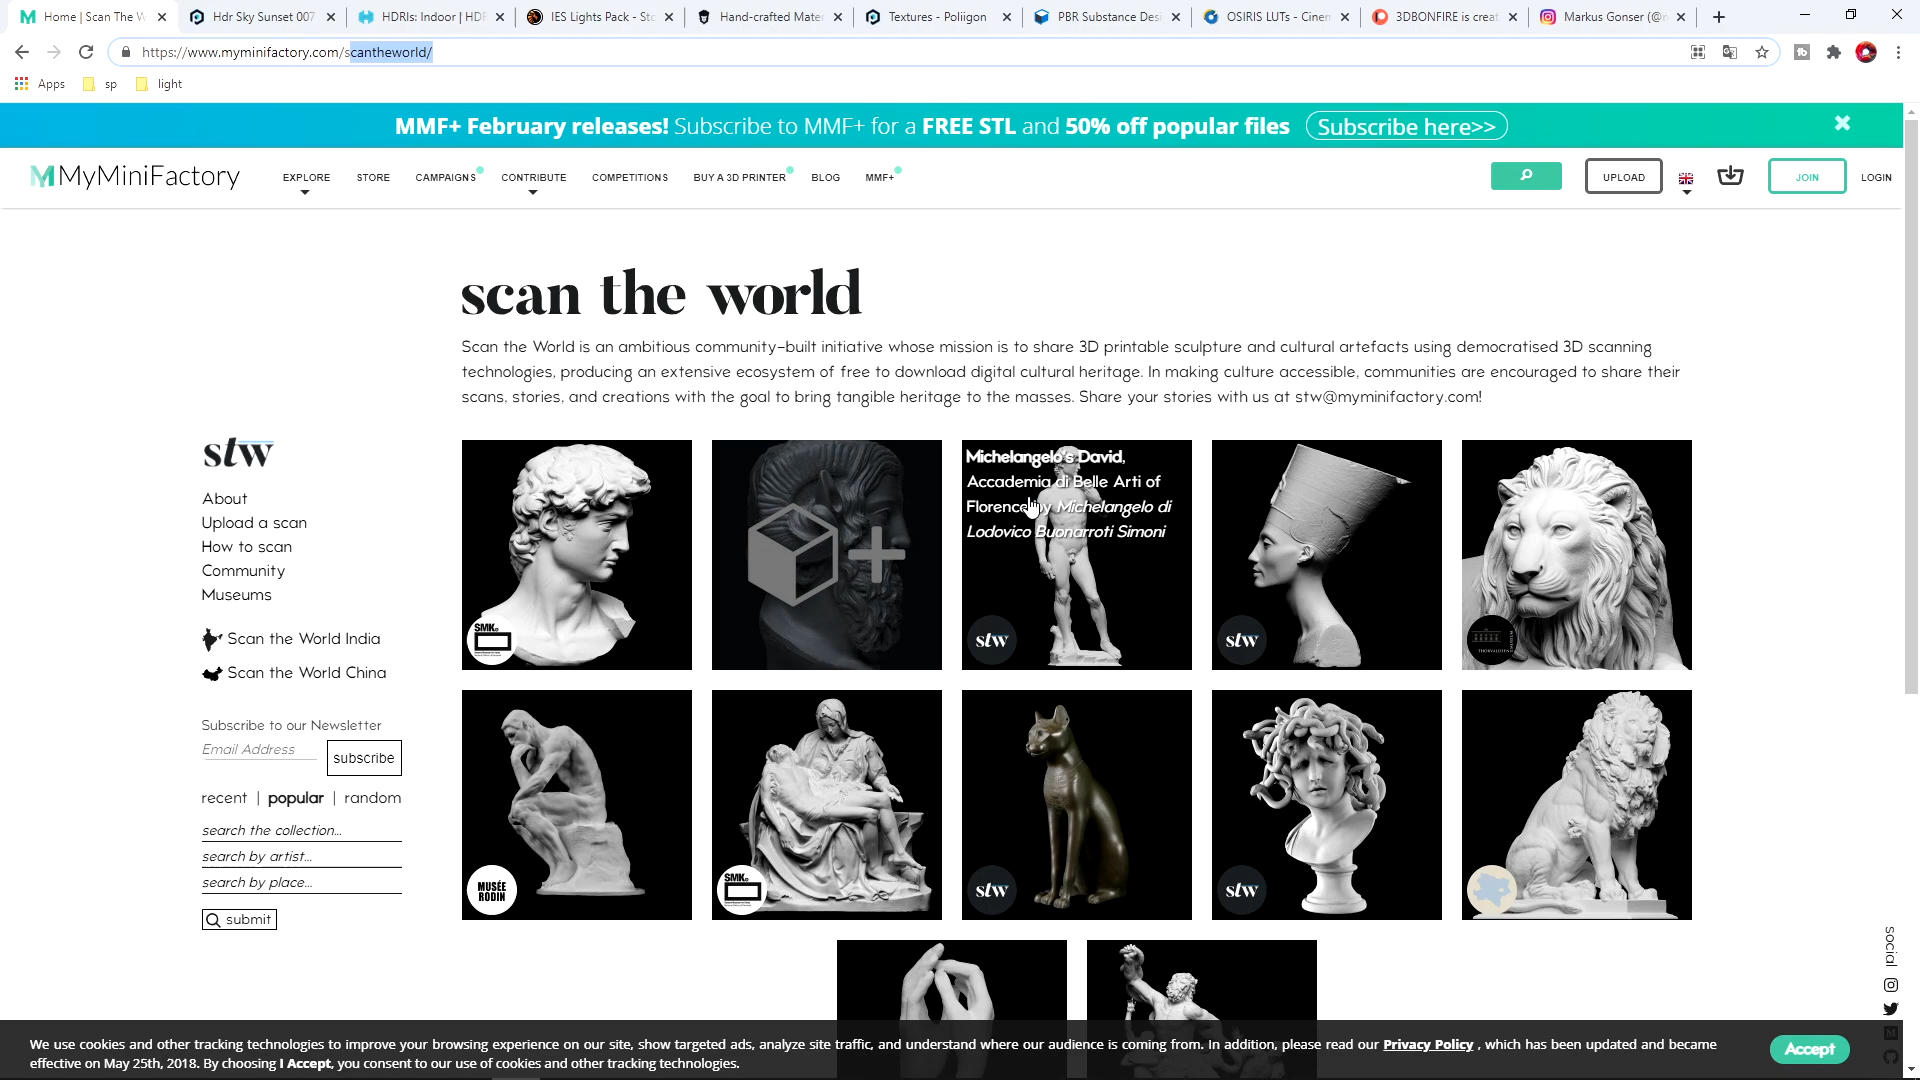 Home | Scan The W
Hdr Sky Sunset 007
HDRIs: Indoor | HDR
IES Lights Pack - Sto
Hand-crafted Mate
Textures - Poliigon
PBR Substance Desi
OSIRIS LUTs - Cinem
3DBONFIRE is creat
Markus Gonser (@m
https://www.myminifactory.com/scantheworld/
Apps
sp
light
MMF+ February releases! Subscribe to MMF+ for a FREE STL and 50% off popular files
Subscribe here>>
MyMiniFactory
EXPLORE
STORE
CAMPAIGNS
CONTRIBUTE
COMPETITIONS
BUY A 3D PRINTER
BLOG
MMF+
UPLOAD
JOIN
LOGIN
scan the world
Scan the World is an ambitious community-built initiative whose mission is to share 3D printable sculpture and cultural artefacts using democratised 3D scanning
technologies, producing an extensive ecosystem of free to download digital cultural heritage. In making culture accessible, communities are encouraged to share their
scans, stories, and creations with the goal to bring tangible heritage to the masses. Share your stories with us at stw@myminifactory.com!
stw
About
Upload a scan
How to scan
Community
Museums
Scan the World India
Scan the World China
Subscribe to our Newsletter
Email Address
subscribe
recent | popular | random
search the collection...
search by artist...
search by place...
submit
SMK
Michelangelo's David,
Accademia di Belle Arti of
Florence by Michelangelo di
Lodovico Buonarroti Simoni
stw
stw
MUSÉE
RODIN
SMK
stw
stw
social
We use cookies and other tracking technologies to improve your browsing experience on our site, show targeted ads, analyze site traffic, and understand where our audience is coming from. In addition, please read our Privacy Policy , which has been updated and became
effective on May 25th, 2018. By choosing I Accept, you consent to our use of cookies and other tracking technologies.
Accept